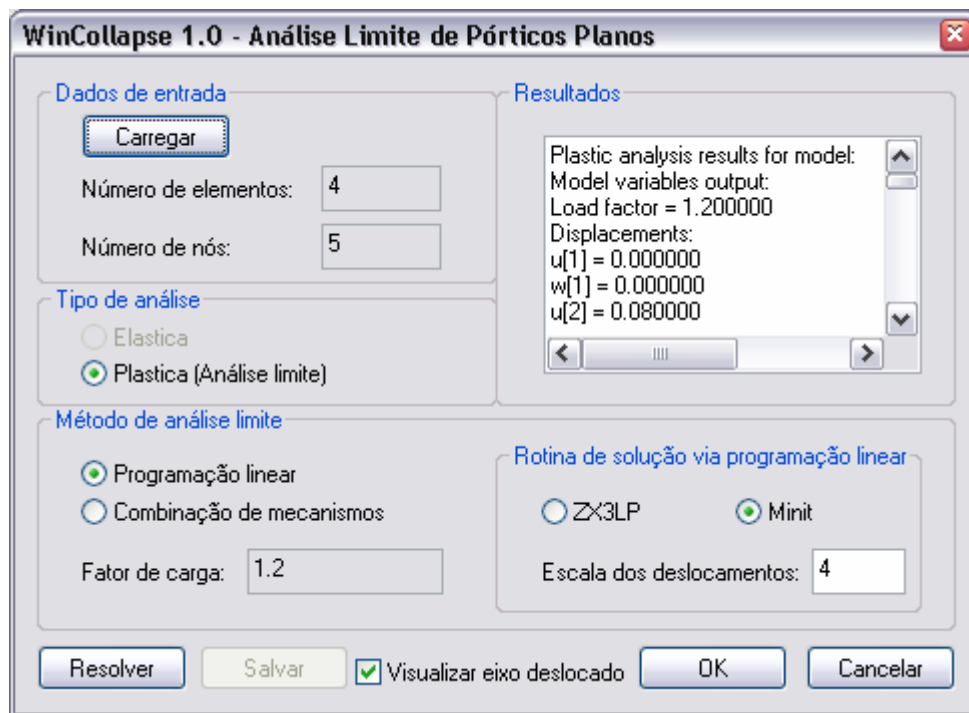 WinCollapse 1.0 - Análise Limite de Pórticos Planos
Dados de entrada
Carregar
Número de elementos: 4
Número de nós: 5
Tipo de análise
Elastica
Plastica (Análise limite)
Resultados
Plastic analysis results for model:
Model variables output:
Load factor = 1.200000
Displacements:
u[1] = 0.000000
w[1] = 0.000000
u[2] = 0.080000
Método de análise limite
Programação linear
Combinação de mecanismos
Fator de carga: 1.2
Rotina de solução via programação linear
ZX3LP Minit
Escala dos deslocamentos: 4
Resolver Salvar Visualizar eixo deslocado OK Cancelar